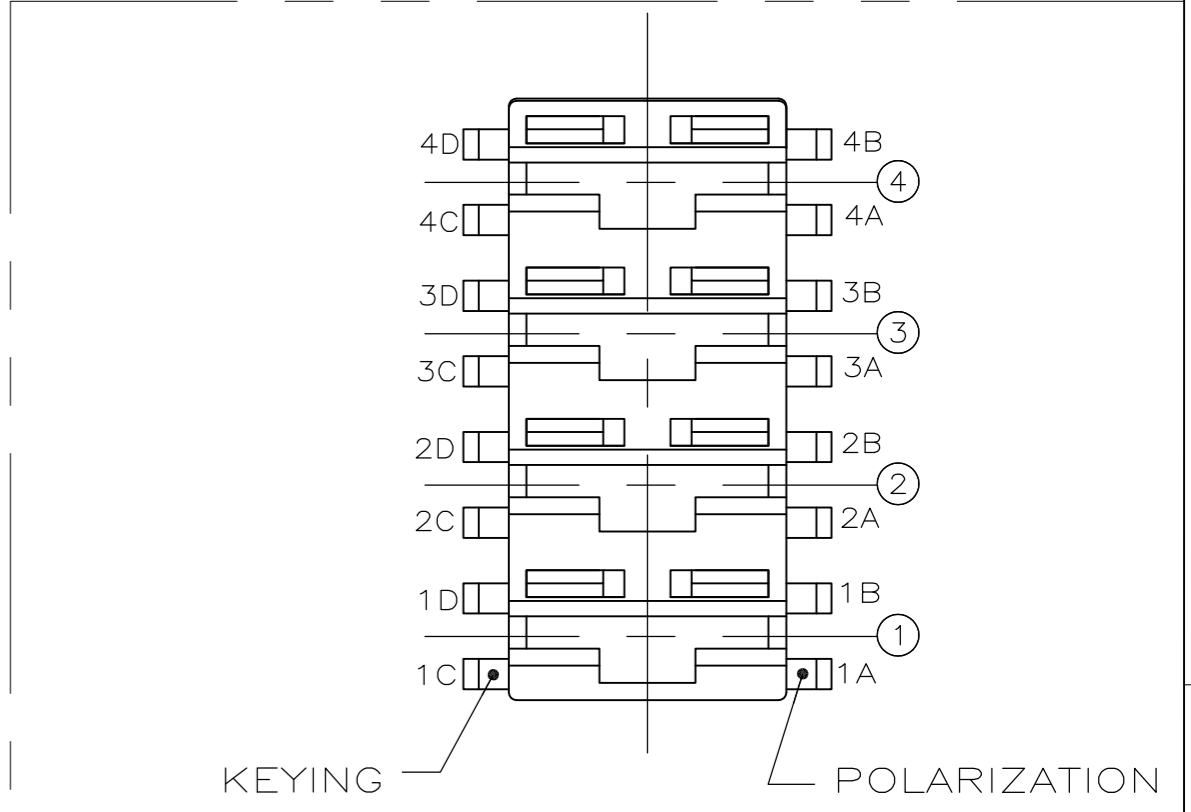 4D 4B
4
4C 4A
3D 3B
3
3C 3A
2D 2B
2
2C 2A
1D 1B
1
1C 1A
KEYING POLARIZATION